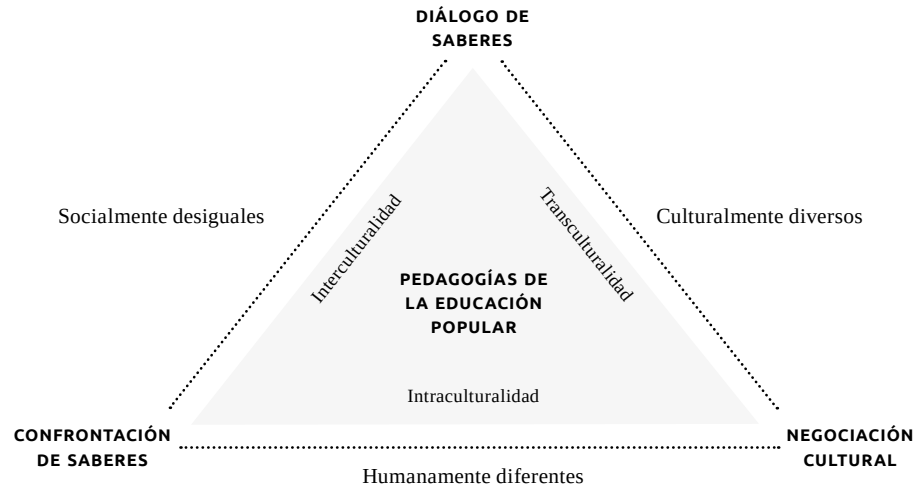 DIÁLOGO DE
SABERES
Socialmente desiguales
Interculturalidad
Transculturalidad
Culturalmente diversos
PEDAGOGÍAS DE
LA EDUCACIÓN
POPULAR
Intraculturalidad
CONFRONTACIÓN
DE SABERES
NEGOCIACIÓN
CULTURAL
Humanamente diferentes